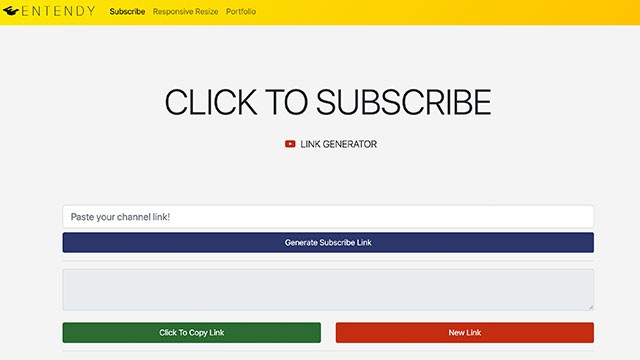 ENTENDY Subscribe Responsive Resize Portfolio
CLICK TO SUBSCRIBE
LINK GENERATOR
Paste your channel link!
Generate Subscribe Link
Click To Copy Link New Link